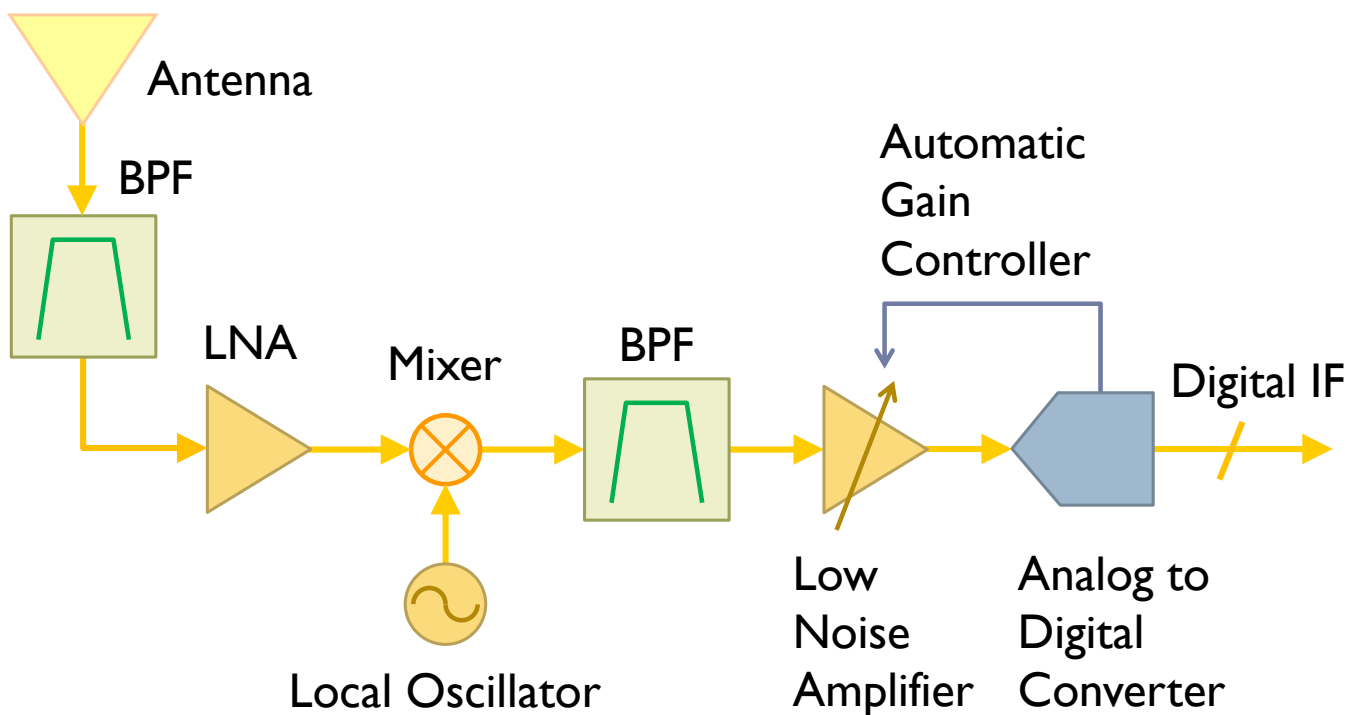 Antenna
BPF
Automatic
Gain
Controller
LNA
Mixer
BPF
Digital IF
Local Oscillator
Low
Noise
Amplifier
Analog to
Digital
Converter